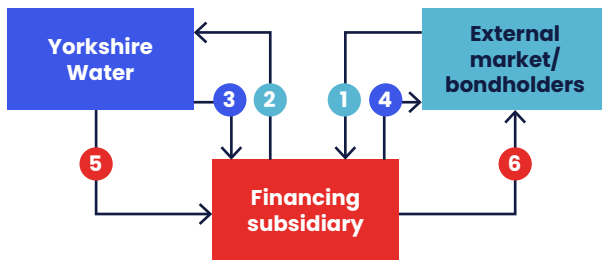 Yorkshire
Water
External
market/
bondholders
3
2
1
4
5
6
Financing
subsidiary